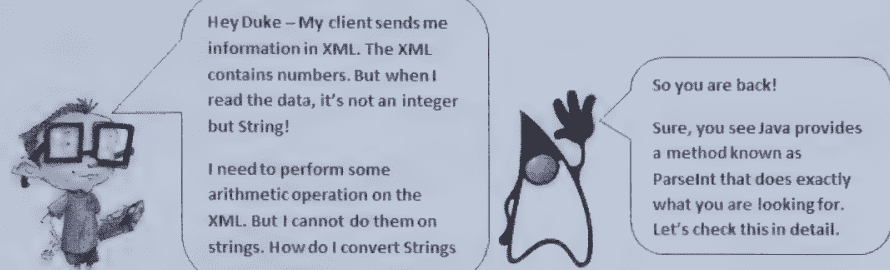 Hey Duke – My client sends me
information in XML. The XML
contains numbers. But when I
read the data, it's not an integer
but String!
I need to perform some
arithmetic operation on the
XML. But I cannot do them on
strings. How do I convert Strings
So you are back!
Sure, you see Java provides
a method known as
ParseInt that does exactly
what you are looking for.
Let's check this in detail.